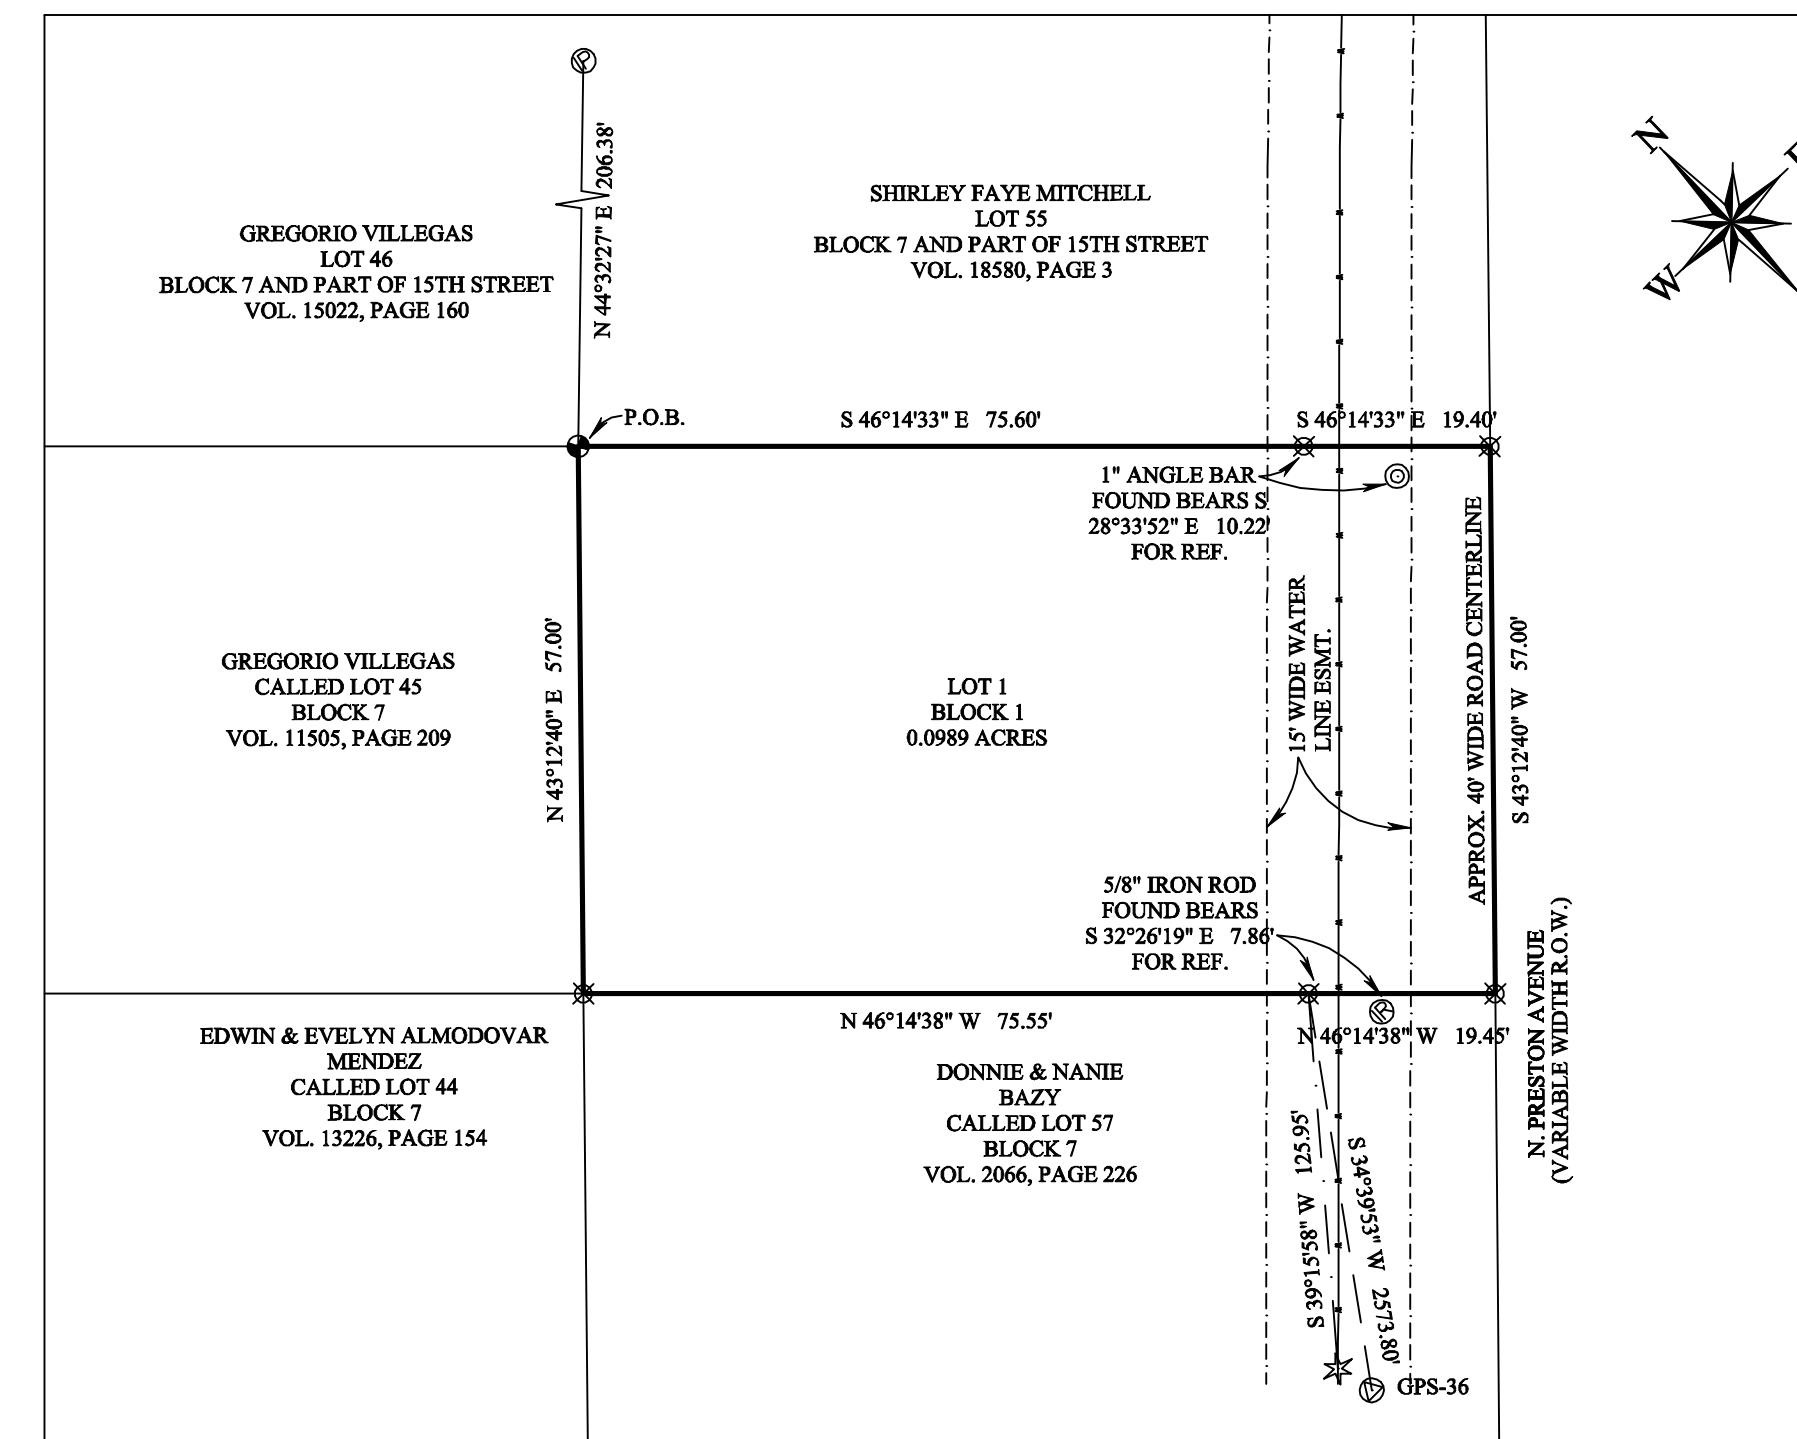 N
W
206.38'
N 44°32'27" E
GREGORIO VILLEGAS
LOT 46
BLOCK 7 AND PART OF 15TH STREET
VOL. 15022, PAGE 160
SHIRLEY FAYE MITCHELL
LOT 55
BLOCK 7 AND PART OF 15TH STREET
VOL. 18580, PAGE 3
P.O.B.
S 46°14'33" E 75.60'
S 46°14'33" E 19.40'
1" ANGLE BAR
FOUND BEARS S
28°33'52" E 10.22'
FOR REF.
GREGORIO VILLEGAS
CALLED LOT 45
BLOCK 7
VOL. 11505, PAGE 209
N 43°12'40" E 57.00'
LOT 1
BLOCK 1
0.0989 ACRES
15' WIDE WATER
LINE ESMT.
APPROX. 40' WIDE ROAD CENTERLINE
S 43°12'40" W 57.00'
5/8" IRON ROD
FOUND BEARS
S 32°26'19" E 7.86'
FOR REF.
IR
N 46°14'38" W 75.55'
N 46°14'38" W 19.45'
N. PRESTON AVENUE
(VARIABLE WIDTH R.O.W.)
EDWIN & EVELYN ALMODOVAR
MENDEZ
CALLED LOT 44
BLOCK 7
VOL. 13226, PAGE 154
DONNIE & NANIE
BAZY
CALLED LOT 57
BLOCK 7
VOL. 2066, PAGE 226
S 39°15'58" W 125.95'
S 34°39'53" W 2573.80'
GPS-36